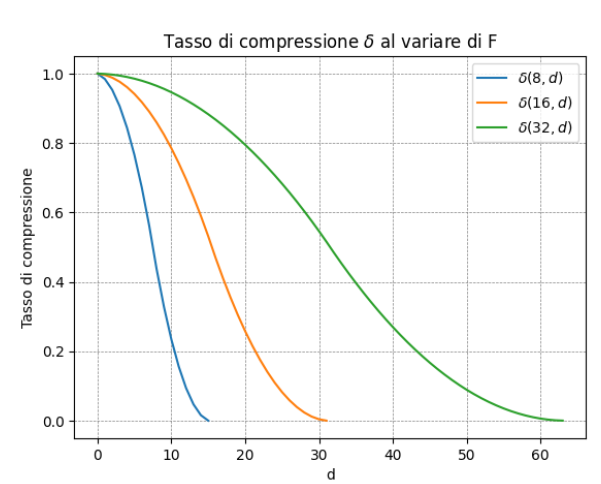 Tasso di compressione δ al variare di F
δ(8, d)
δ(16, d)
δ(32, d)
Tasso di compressione
1.0
0.8
0.6
0.4
0.2
0.0
0 10 20 30 40 50 60
d